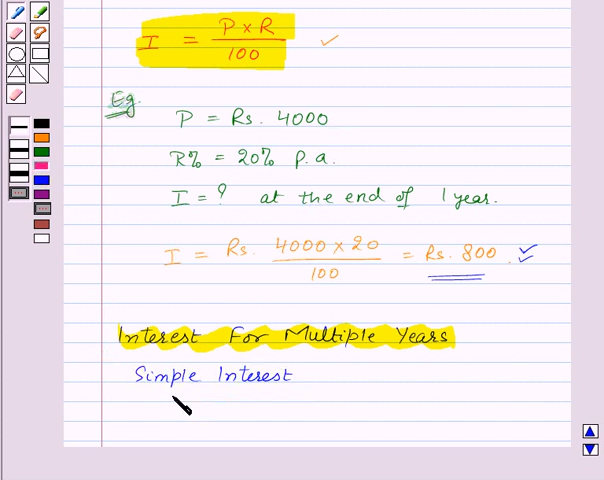 I = P × R / 100 ✓
Eg.
P = Rs. 4000
R% = 20% p.a.
I = ? at the end of 1 year.
I = Rs. 4000 × 20 / 100 = Rs. 800.
Interest For Multiple Years
Simple Interest